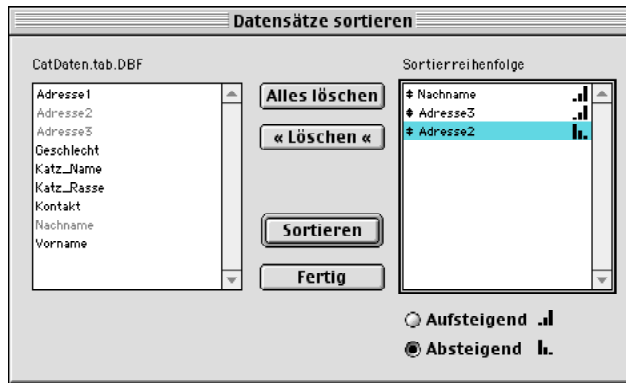 Datensätze sortieren
CatDaten.tab.DBF
Adresse1
Adresse2
Adresse3
Geschlecht
Katz_Name
Katz_Rasse
Kontakt
Nachname
Vorname
Alles löschen
« Löschen «
Sortieren
Fertig
Sortierreihenfolge
Nachname
Adresse3
Adresse2
Aufsteigend
Absteigend